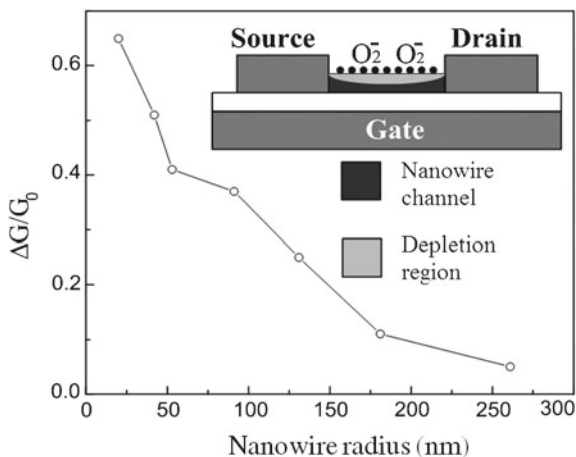 0.6
0.4
0.2
0.0
ΔG/G₀
Source
O₂⁻ O₂⁻
Drain
Gate
Nanowire
channel
Depletion
region
0 50 100 150 200 250 300
Nanowire radius (nm)